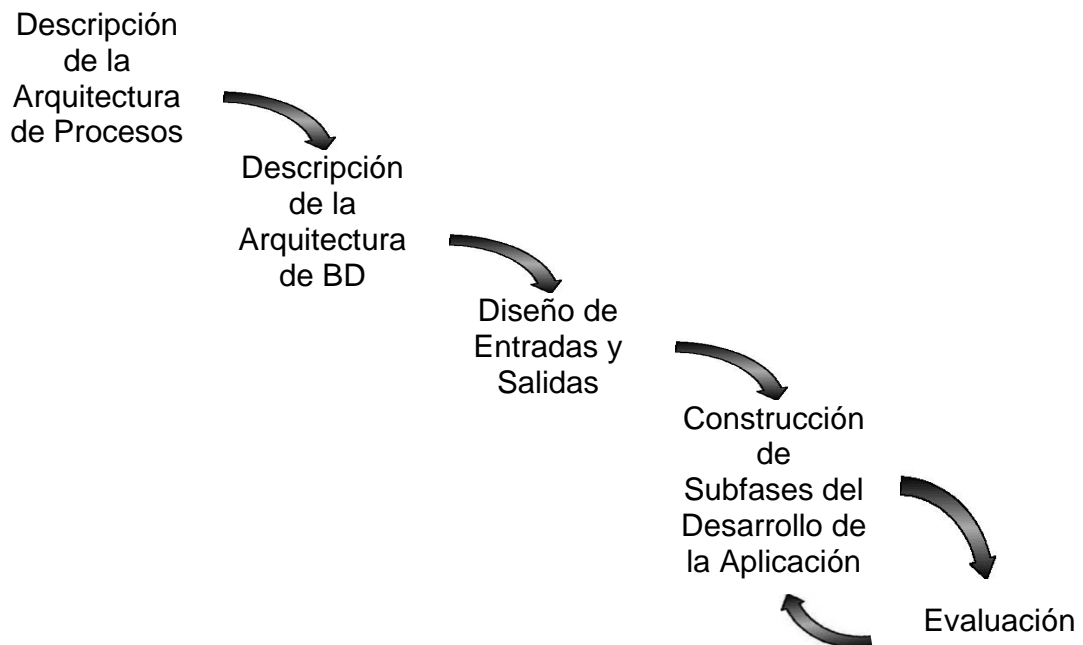 Descripción
de la
Arquitectura
de Procesos
Descripción
de la
Arquitectura
de BD
Diseño de
Entradas y
Salidas
Construcción
de
Subfases del
Desarrollo de
la Aplicación
Evaluación